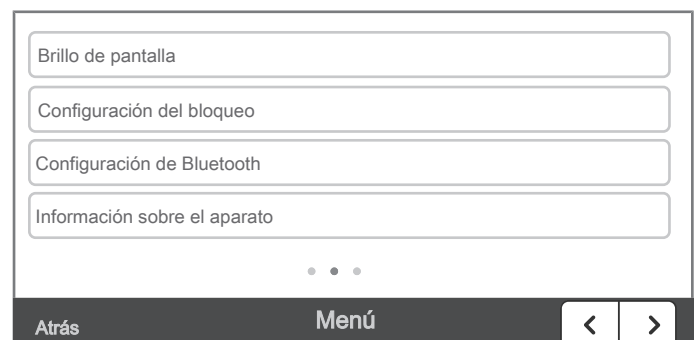 Brillo de pantalla
Configuración del bloqueo
Configuración de Bluetooth
Información sobre el aparato
Atrás
Menú